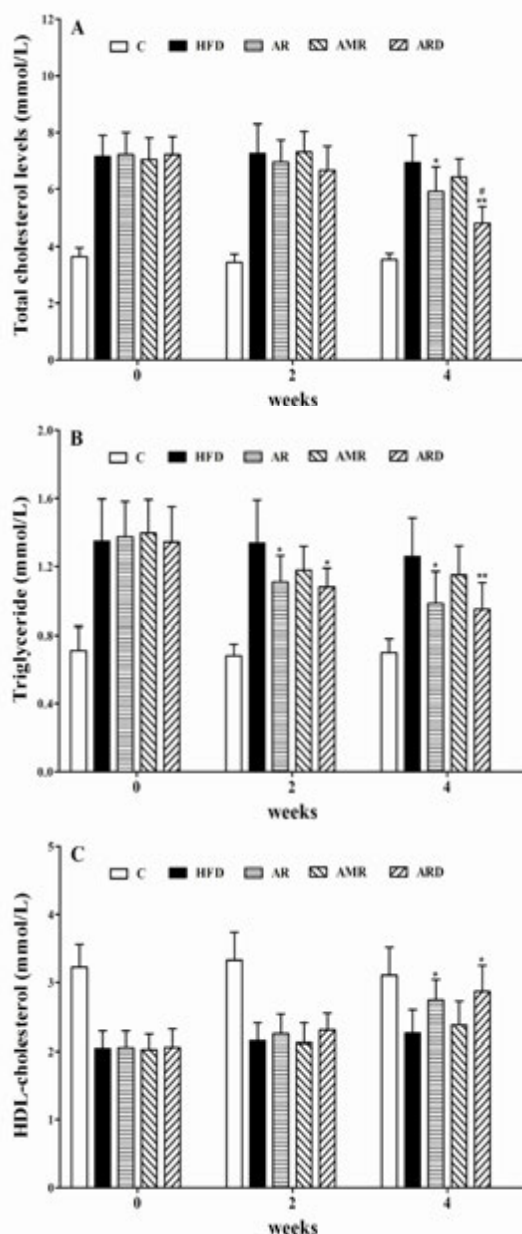 A
C HFD AR AMR ARD
Total cholesterol levels (mmol/L)
12
10
8
6
4
2
0
*
#
**
0 2 4
weeks
B
C HFD AR AMR ARD
Triglyceride (mmol/L)
2.0
1.6
1.2
0.8
0.4
0.0
* * * **
0 2 4
weeks
C
C HFD AR AMR ARD
HDL-cholesterol (mmol/L)
5
4
3
2
1
0
* *
0 2 4
weeks